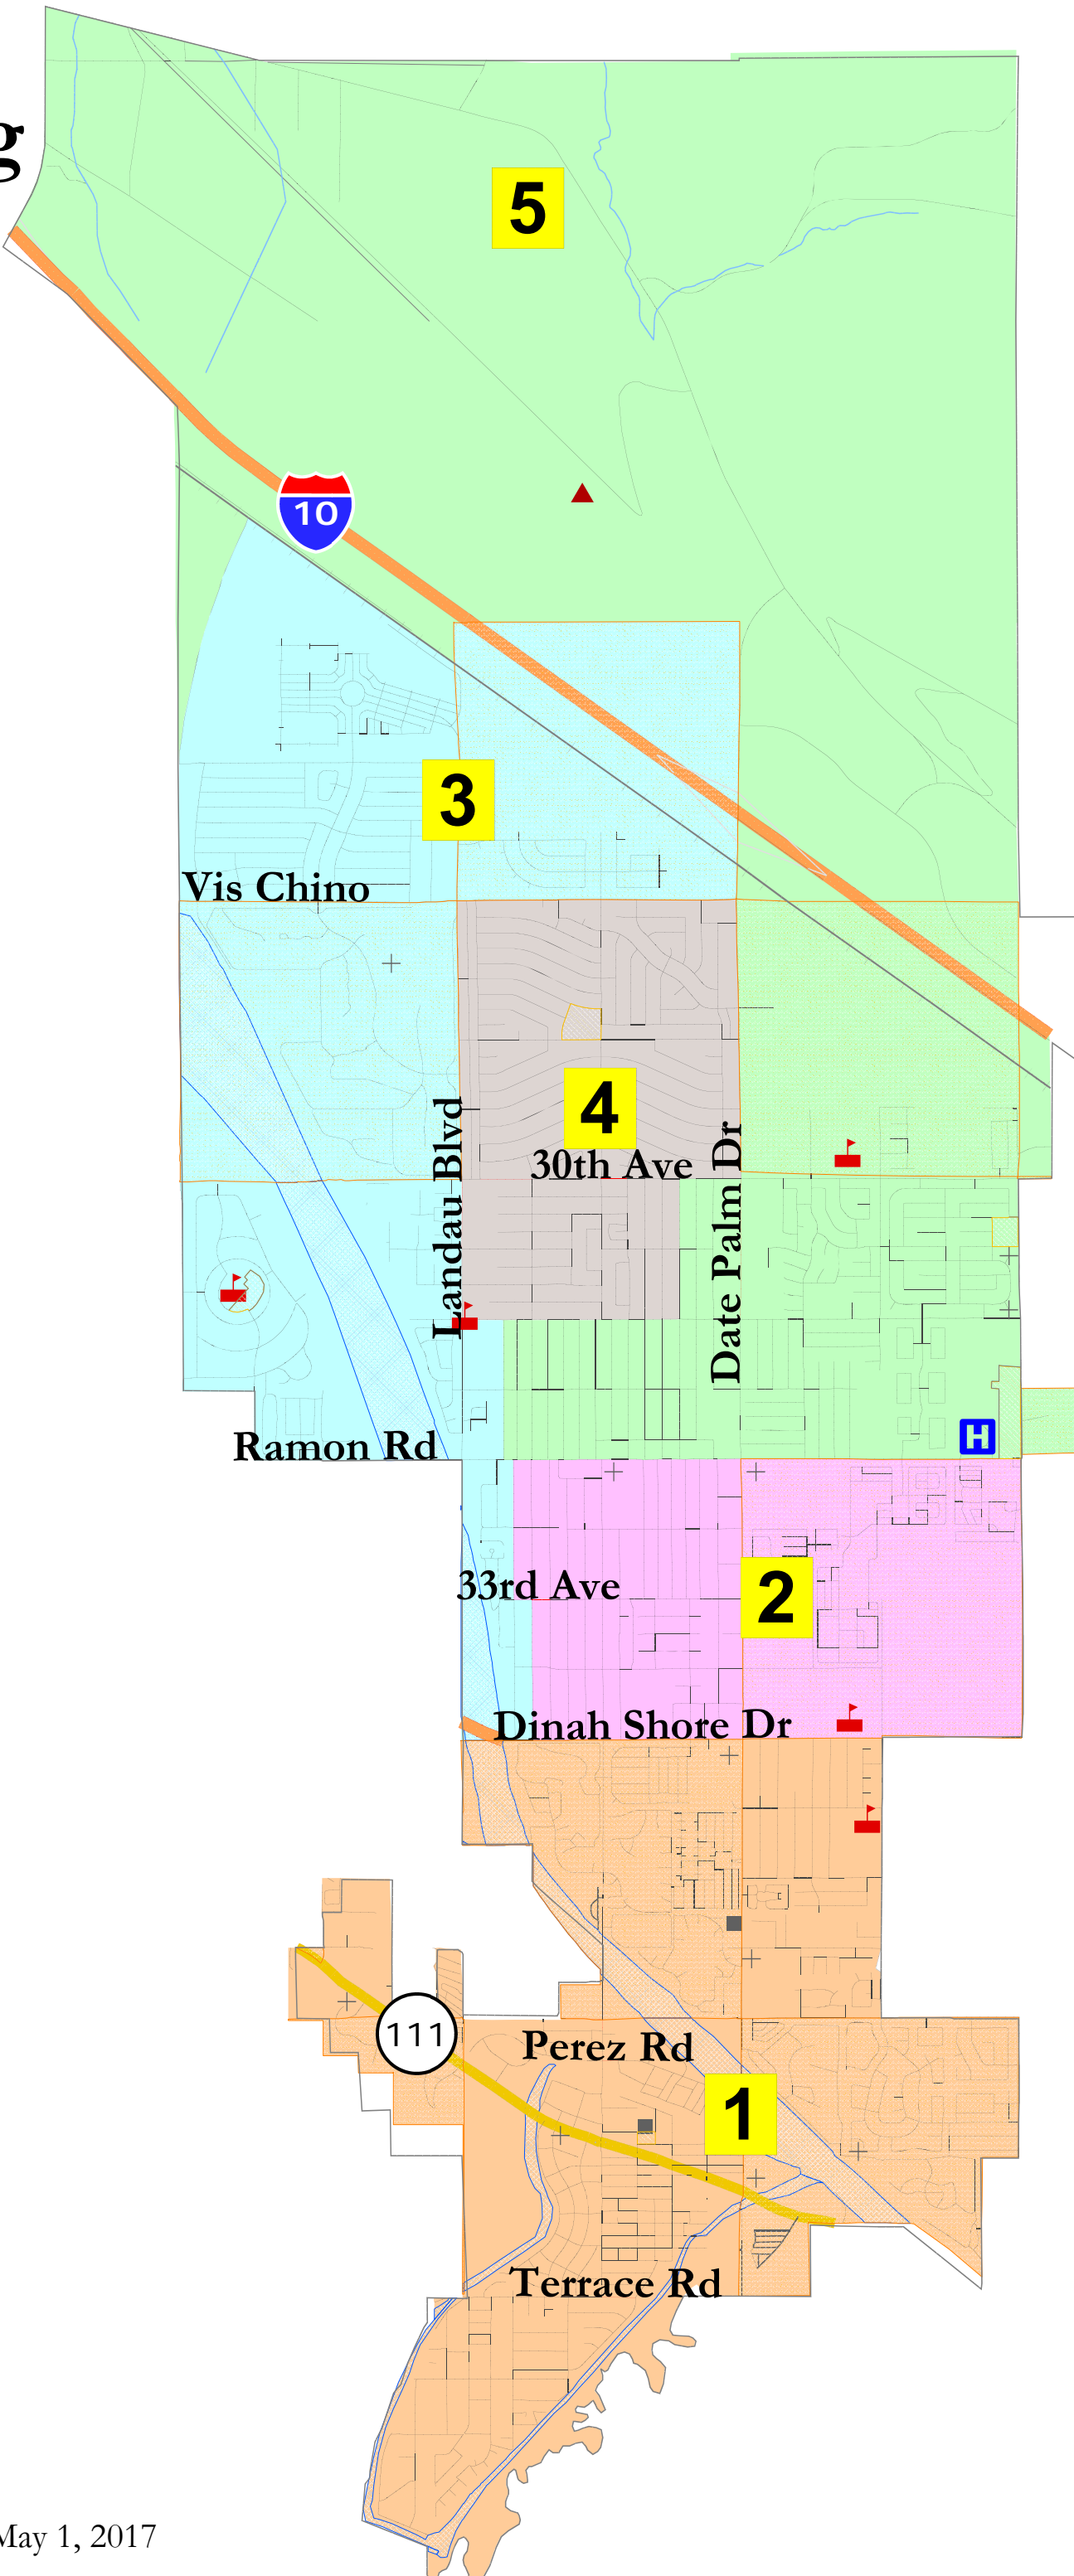 g
5
10
3
Vis Chino
4
Landau Blvd
30th Ave
Date Palm Dr
H
Ramon Rd
33rd Ave
2
Dinah Shore Dr
111
Perez Rd
1
Terrace Rd
May 1, 2017